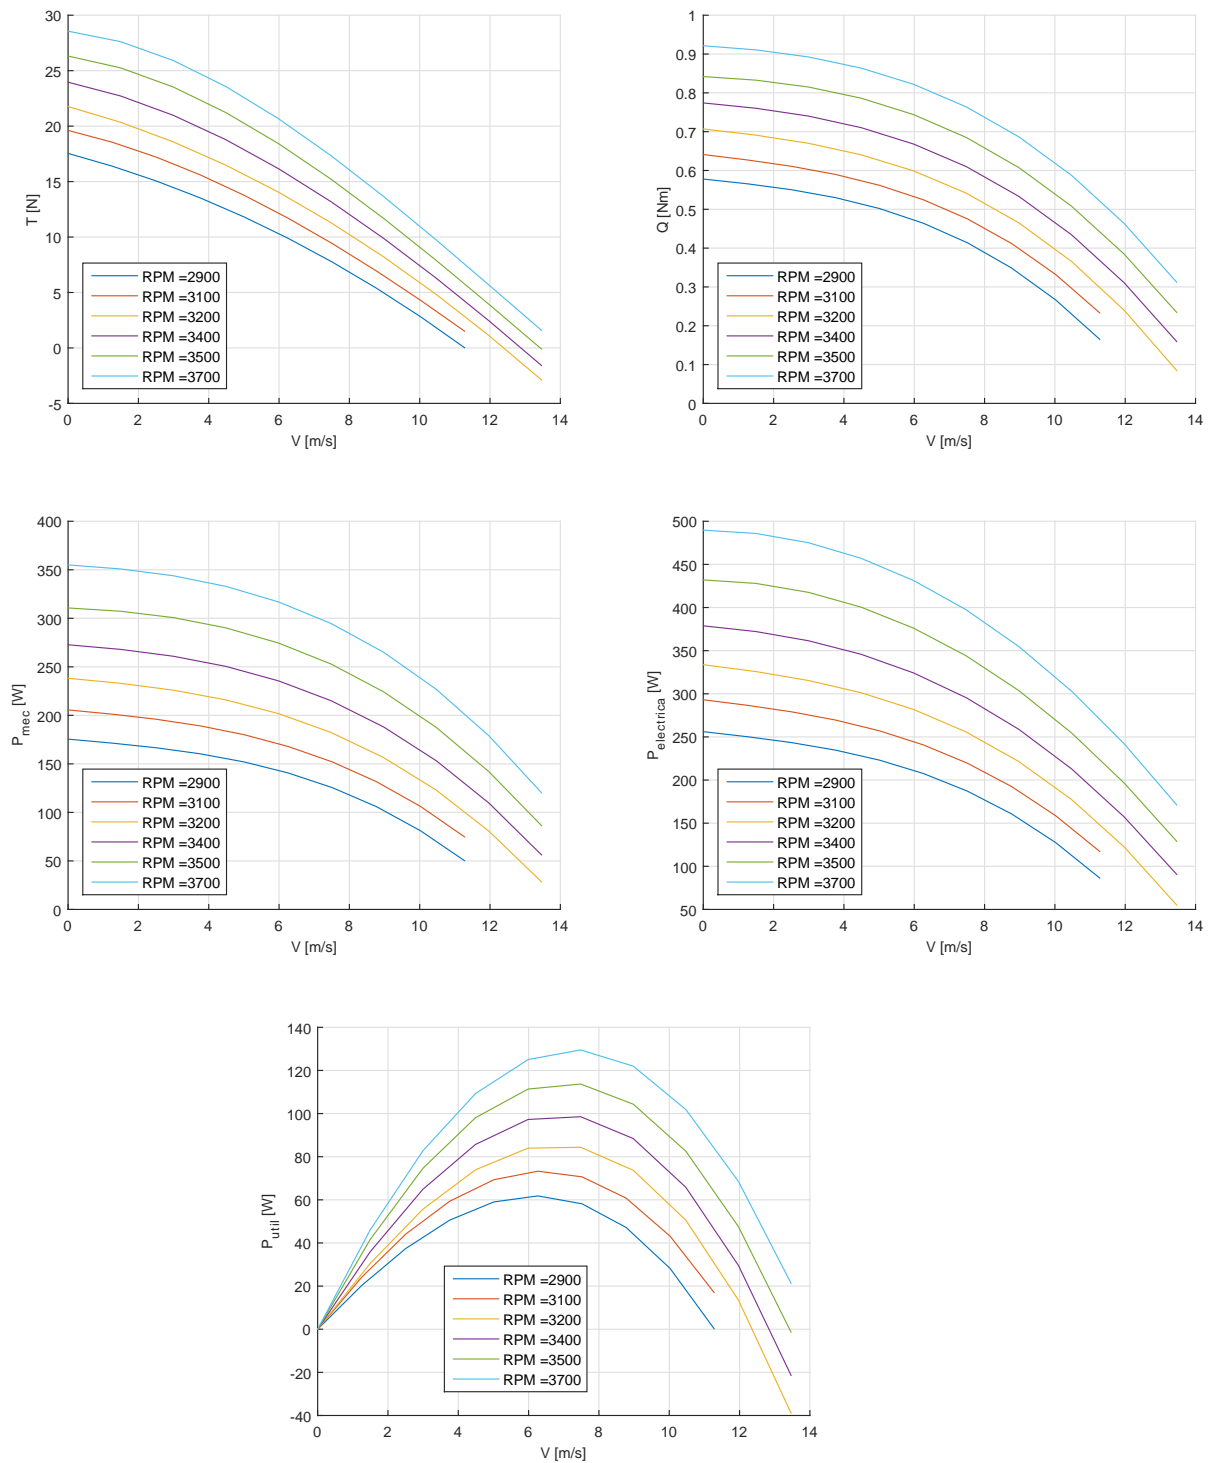 30
25
20
15
10
5
0
-5
T [N]
0 2 4 6 8 10 12 14
V [m/s]
RPM =2900
RPM =3100
RPM =3200
RPM =3400
RPM =3500
RPM =3700
1
0.9
0.8
0.7
0.6
0.5
0.4
0.3
0.2
0.1
0
Q [Nm]
0 2 4 6 8 10 12 14
V [m/s]
RPM =2900
RPM =3100
RPM =3200
RPM =3400
RPM =3500
RPM =3700
400
350
300
250
200
150
100
50
0
P_mec [W]
0 2 4 6 8 10 12 14
V [m/s]
RPM =2900
RPM =3100
RPM =3200
RPM =3400
RPM =3500
RPM =3700
500
450
400
350
300
250
200
150
100
50
P_electrica [W]
0 2 4 6 8 10 12 14
V [m/s]
RPM =2900
RPM =3100
RPM =3200
RPM =3400
RPM =3500
RPM =3700
140
120
100
80
60
40
20
0
-20
-40
P_util [W]
0 2 4 6 8 10 12 14
V [m/s]
RPM =2900
RPM =3100
RPM =3200
RPM =3400
RPM =3500
RPM =3700